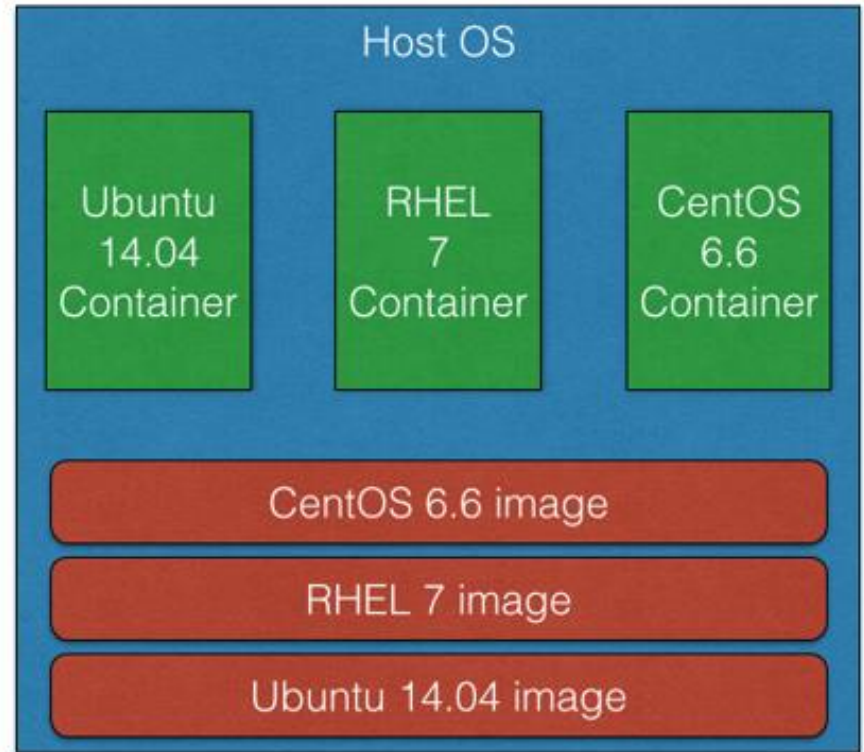 Host OS
Ubuntu
14.04
Container
RHEL
7
Container
CentOS
6.6
Container
CentOS 6.6 image
RHEL 7 image
Ubuntu 14.04 image